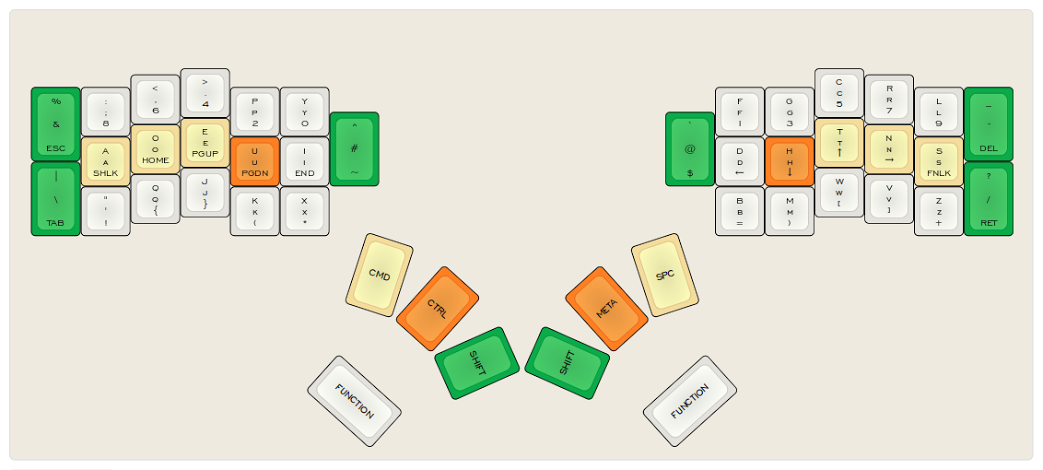 %
&
ESC
:
;
8
<
,
6
>
.
4
P
P
2
Y
Y
0
^
#
~
A
A
SHLK
O
O
HOME
E
E
PGUP
U
U
PGDN
I
I
END
|
\
TAB
"
'
!
Q
Q
{
J
J
}
K
K
(
X
X
*
`
@
$
F
F
1
G
G
3
C
C
5
R
R
7
L
L
9
_
-
DEL
D
D
←
H
H
↓
T
T
↑
N
N
→
S
S
FNLK
B
B
=
M
M
)
W
W
[
V
V
]
Z
Z
+
?
/
RET
CMD
CTRL
SHIFT
FUNCTION
SPC
META
SHIFT
FUNCTION